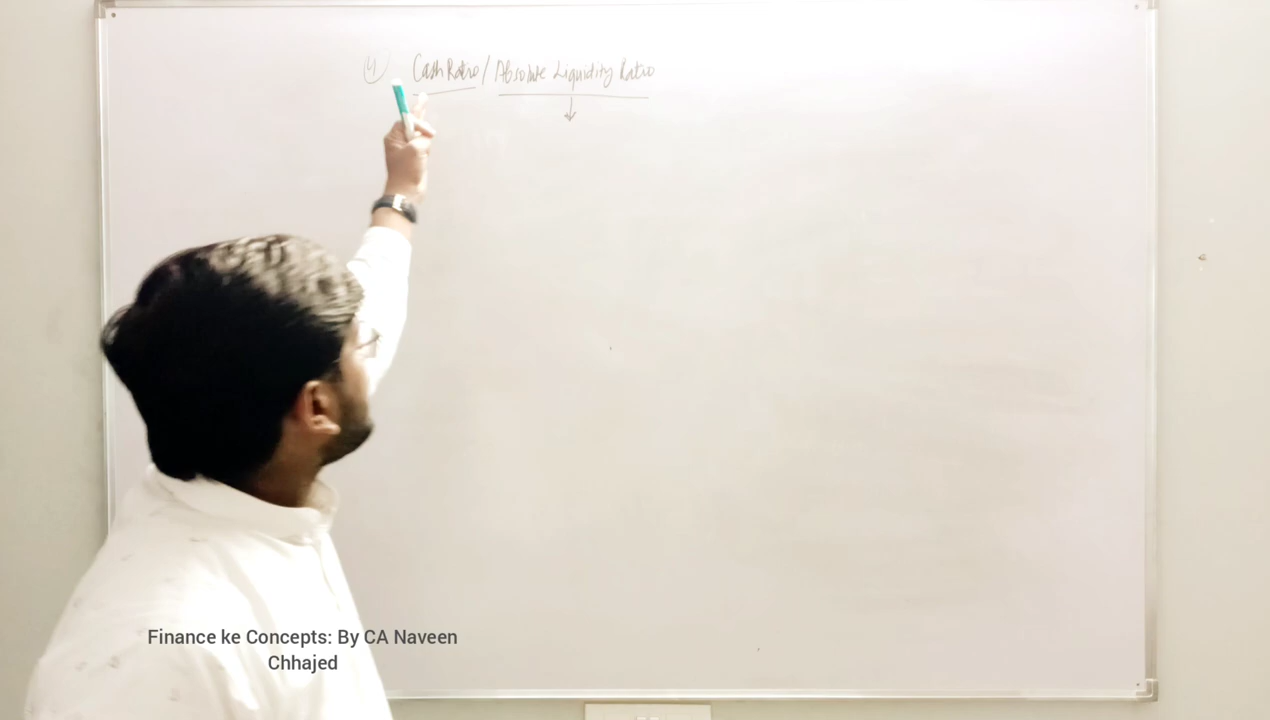 4 Cash Ratio / Absolute Liquidity Ratio
Finance ke Concepts: By CA Naveen
Chhajed